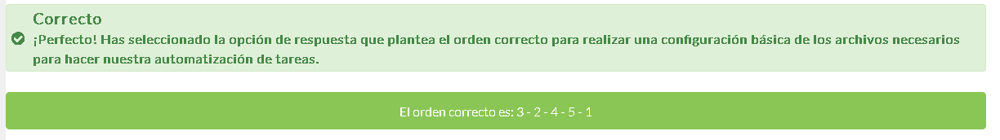 Correcto
¡Perfecto! Has seleccionado la opción de respuesta que plantea el orden correcto para realizar una configuración básica de los archivos necesarios
para hacer nuestra automatización de tareas.
El orden correcto es: 3 - 2 - 4 - 5 - 1